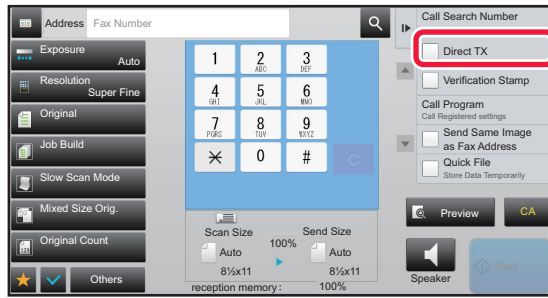 Address Fax Number
Exposure
Auto
Resolution
Super Fine
Original
Job Build
Slow Scan Mode
Mixed Size Orig.
Original Count
Others
1 2 3
ABC DEF
4 5 6
GHI JKL MNO
7 8 9
PQRS TUV WXYZ
0 #
C
Scan Size Send Size
100%
Auto Auto
8½x11 8½x11
reception memory: 100%
Call Search Number
Direct TX
Verification Stamp
Call Program
Call Registered settings
Send Same Image
as Fax Address
Quick File
Store Data Temporarily
Preview CA
Speaker
Start